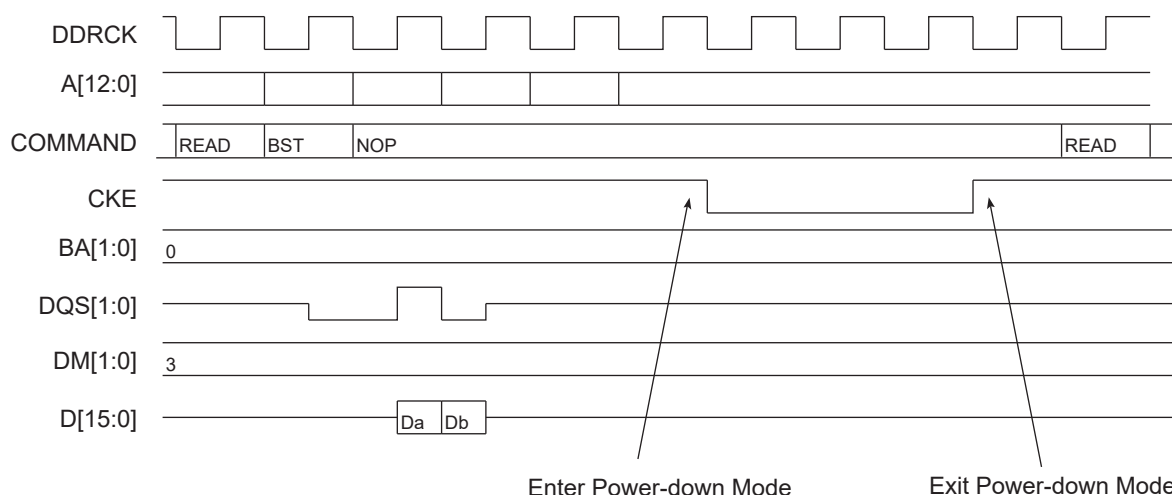 DDRCK
A[12:0]
COMMAND READ BST NOP READ
CKE
BA[1:0] 0
DQS[1:0]
DM[1:0] 3
D[15:0] Da Db
Enter Power-down Mode Exit Power-down Mode